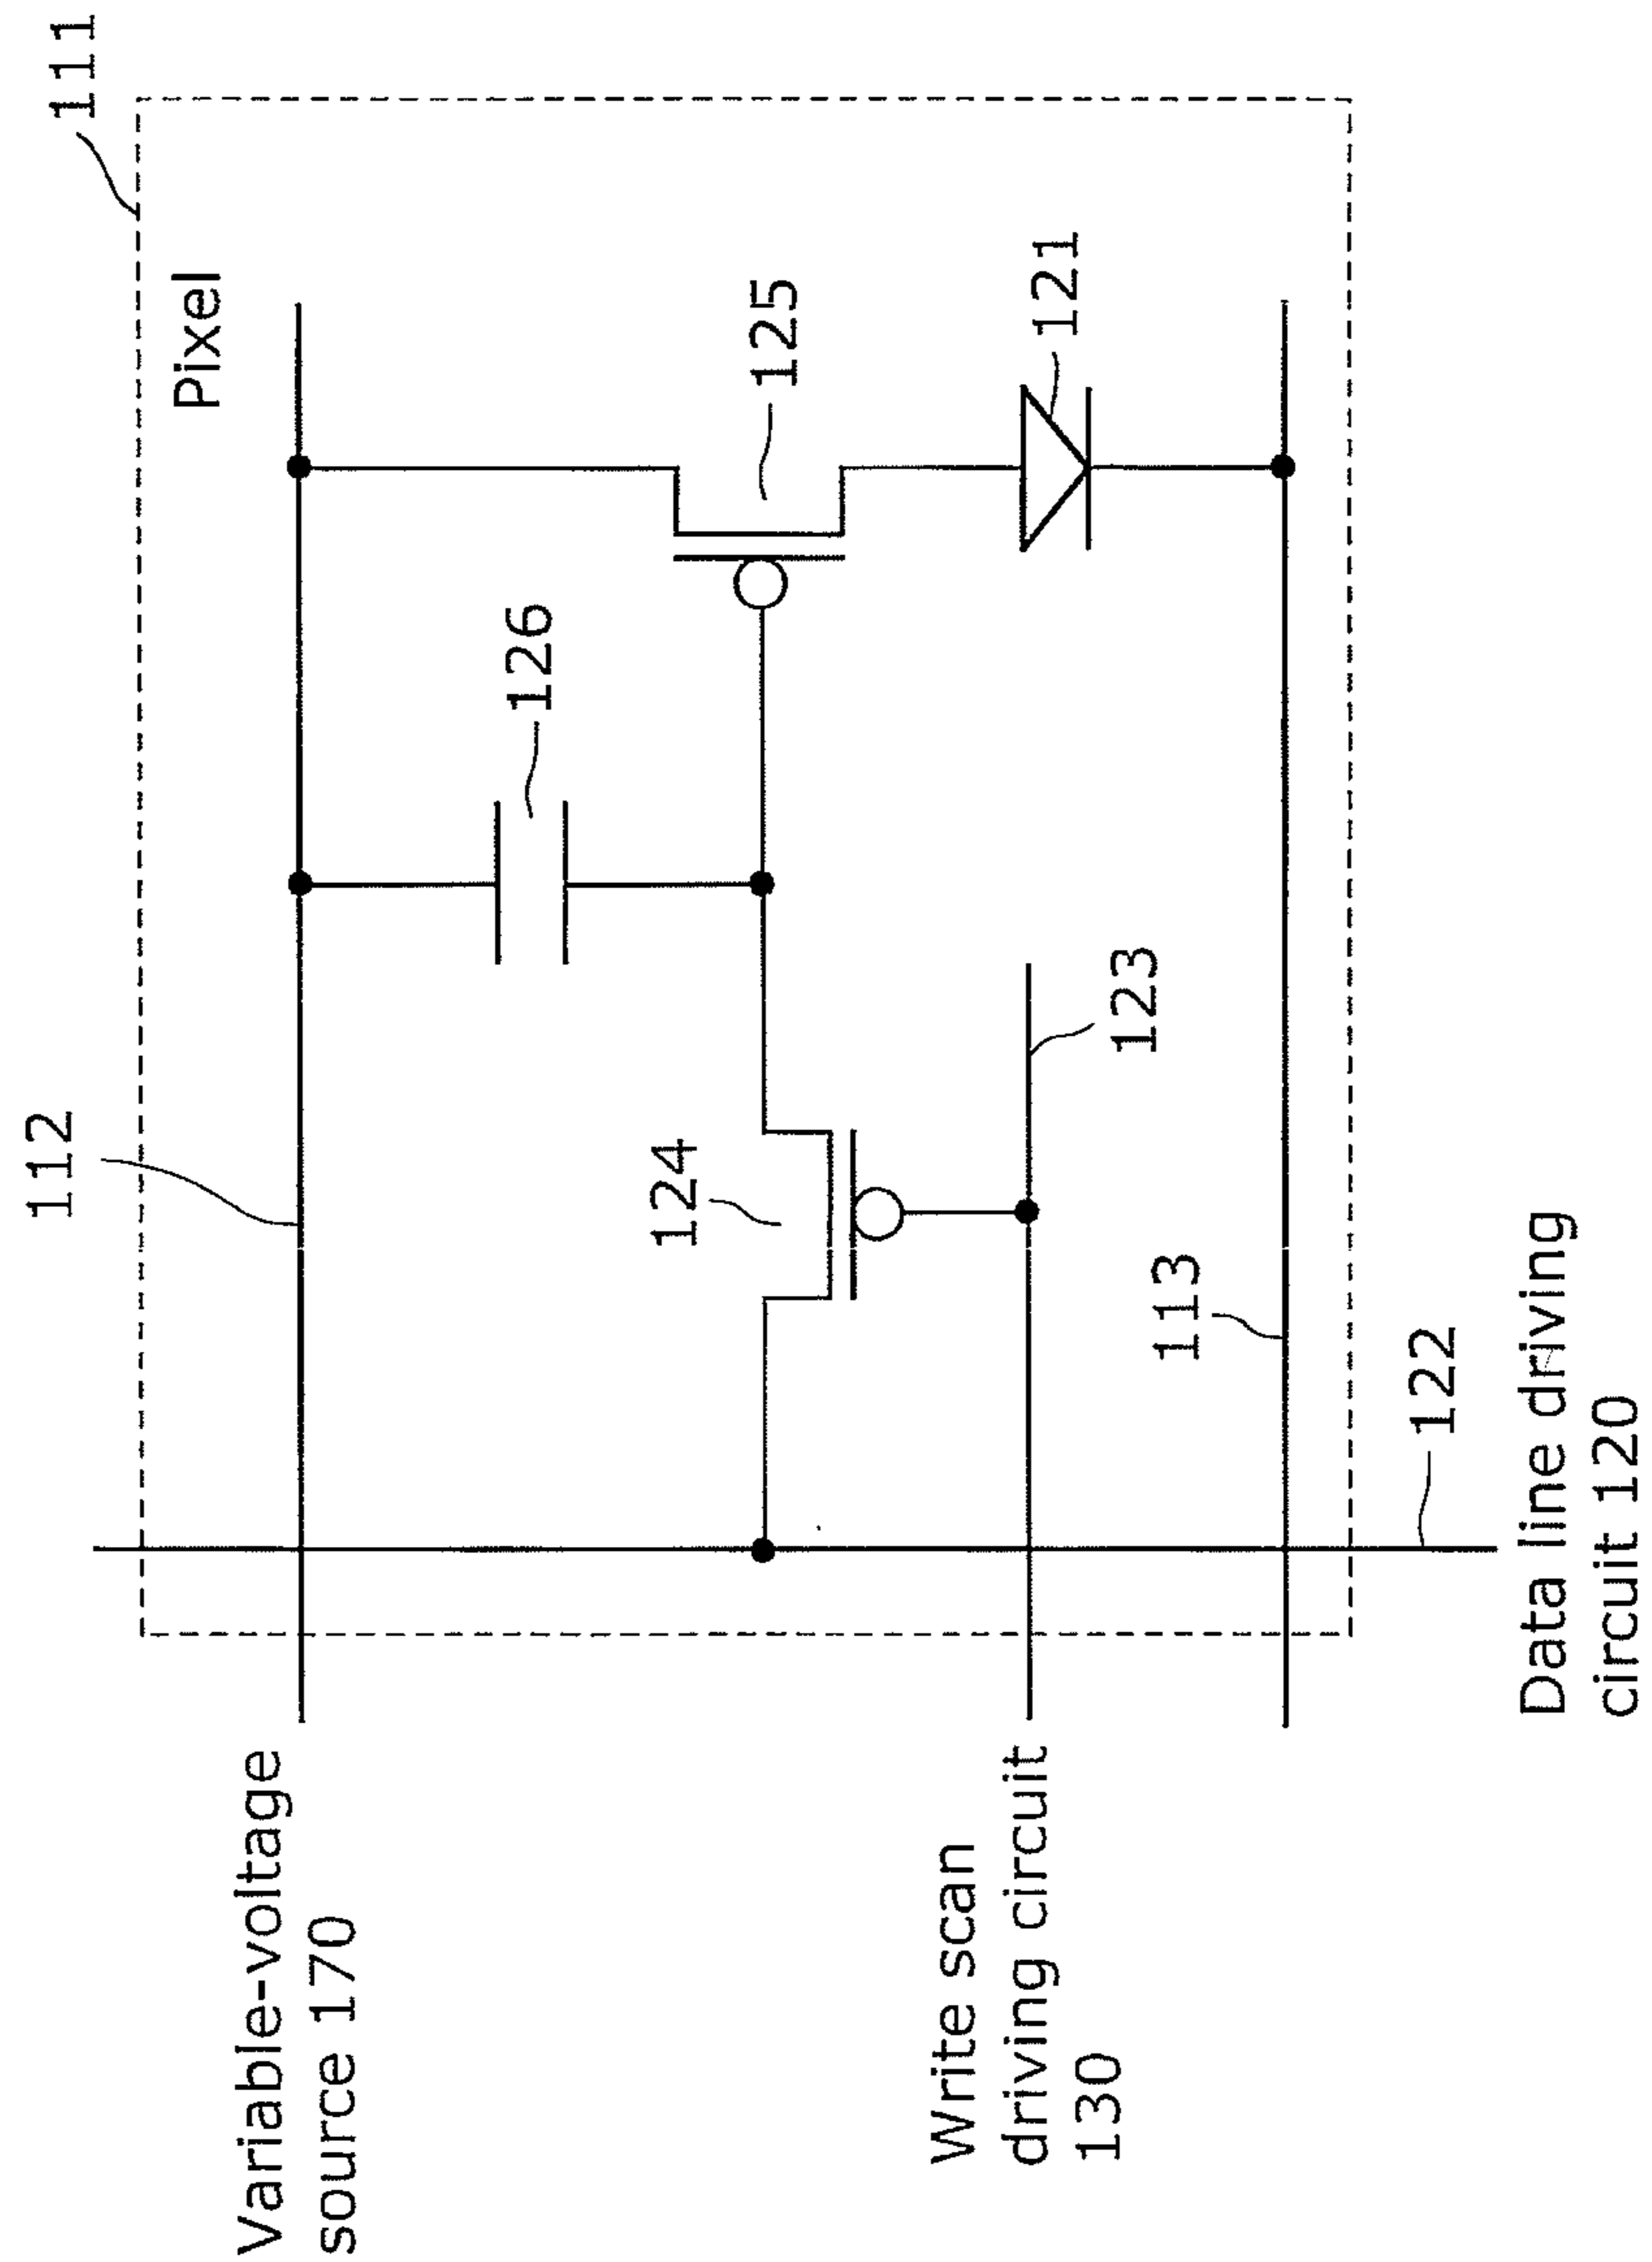 112
111
Pixel
Variable-voltage
source 170
126
124
125
121
Write scan
driving circuit
130
123
113
122
Data line driving
circuit 120